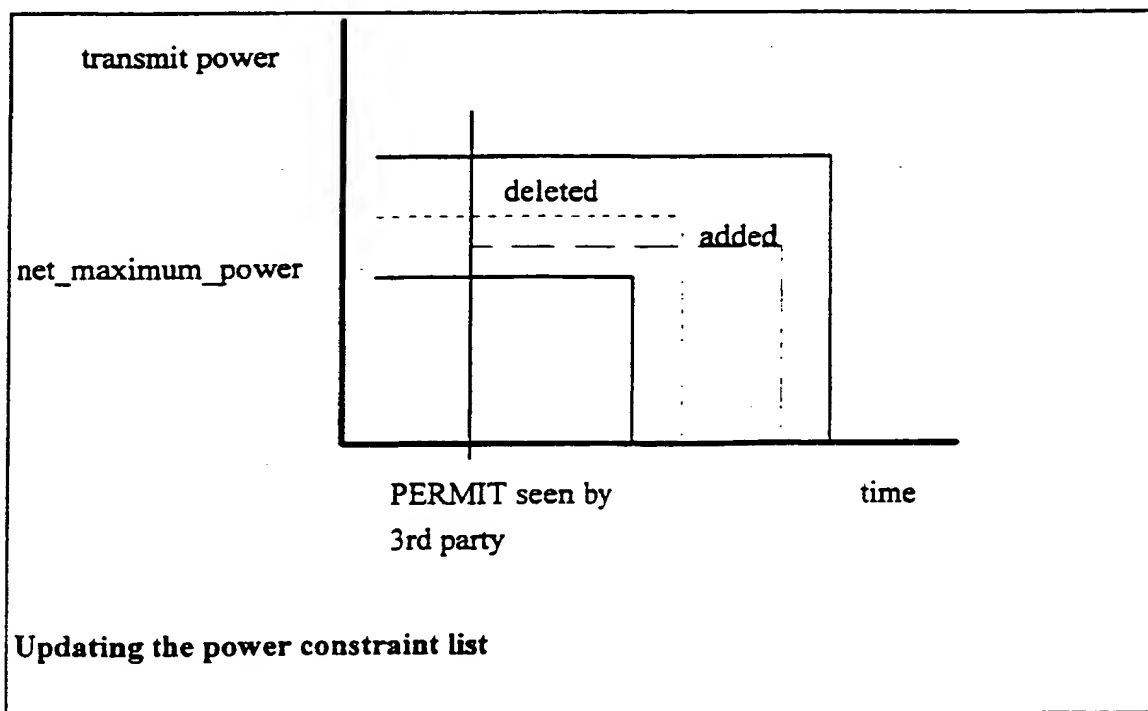 transmit power
deleted
added
net_maximum_power
PERMIT seen by
3rd party
time
Updating the power constraint list